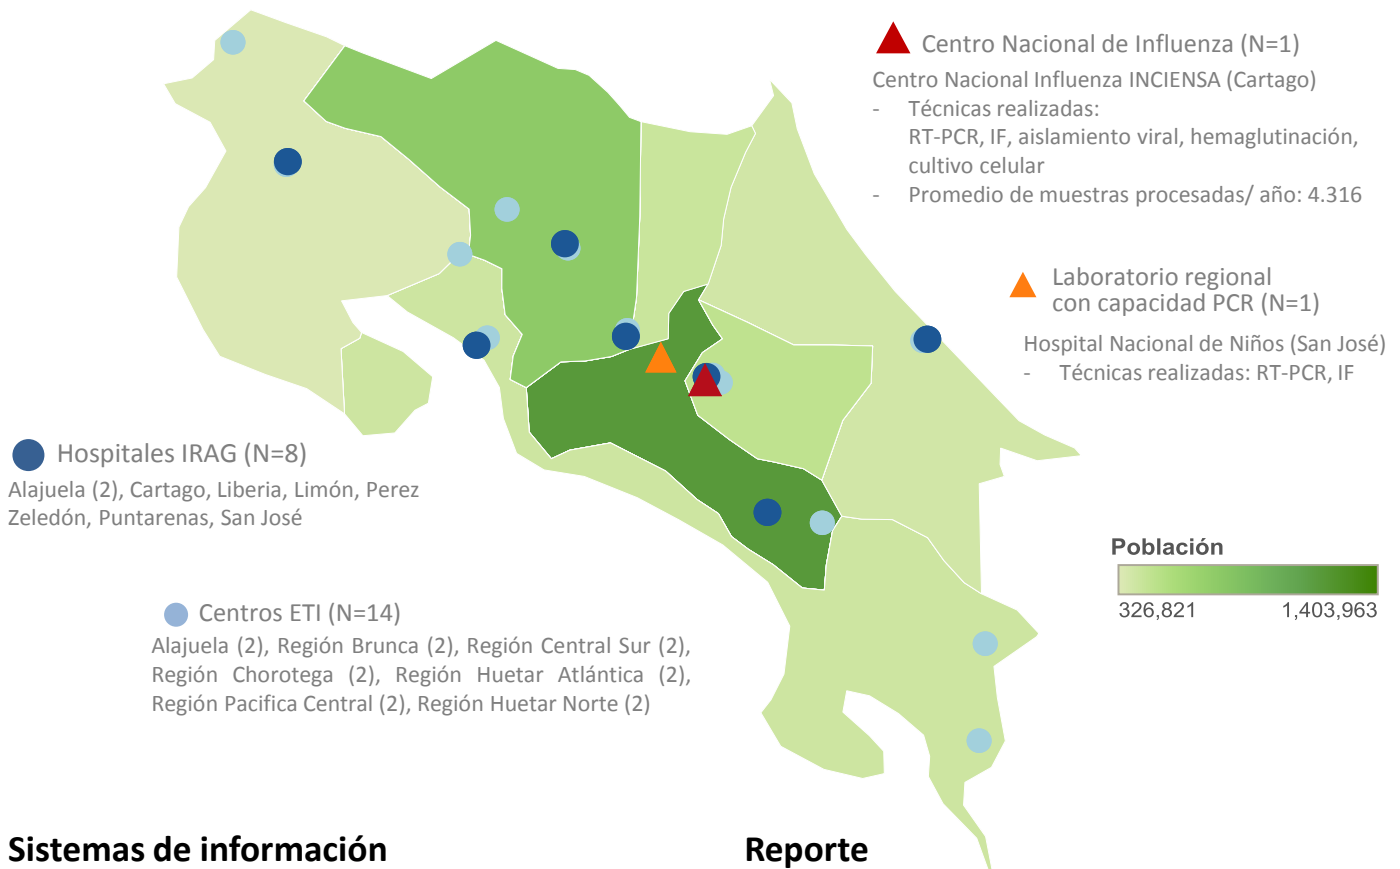 Centro Nacional de Influenza (N=1)
Centro Nacional Influenza INCIENSA (Cartago)
- Técnicas realizadas:
RT-PCR, IF, aislamiento viral, hemaglutinación,
cultivo celular
- Promedio de muestras procesadas/ año: 4.316
Laboratorio regional
con capacidad PCR (N=1)
Hospital Nacional de Niños (San José)
- Técnicas realizadas: RT-PCR, IF
Hospitales IRAG (N=8)
Alajuela (2), Cartago, Liberia, Limón, Perez
Zeledón, Puntarenas, San José
Población
326,821 1,403,963
Centros ETI (N=14)
Alajuela (2), Región Brunca (2), Región Central Sur (2),
Región Chorotega (2), Región Huetar Atlántica (2),
Región Pacifica Central (2), Región Huetar Norte (2)
Sistemas de información
Reporte